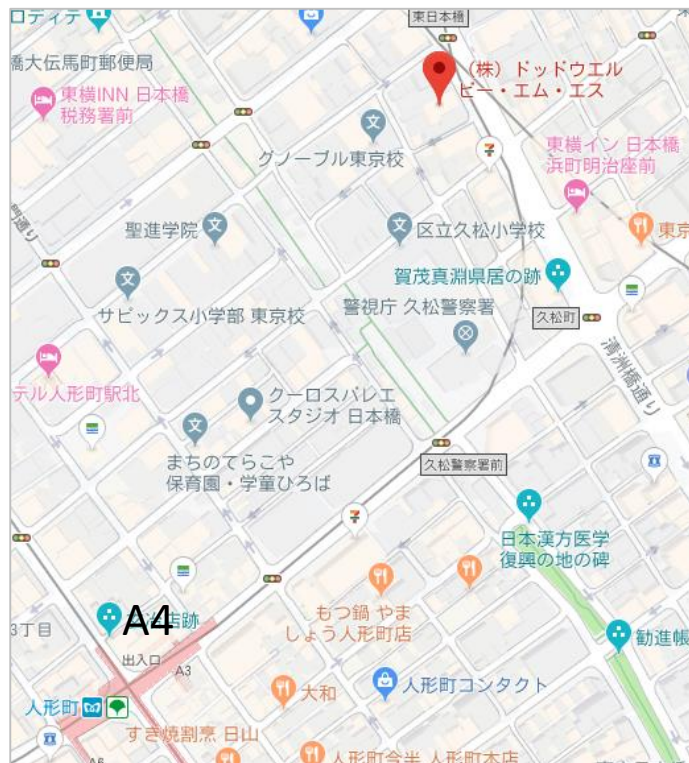 ロティテ
東日本橋
橋大伝馬町郵便局
(株)ドッドウエル
ビー・エム・エス
東横INN 日本橋
税務署前
グノーブル東京校
東横イン 日本橋
浜町明治座前
聖進学院
区立久松小学校
東京
賀茂真淵県居の跡
サピックス小学部 東京校
警視庁 久松警察署
久松町
清洲橋通り
テル人形町駅北
クーロスバレエ
スタジオ 日本橋
久松警察署前
まちのてらこや
保育園・学童ひろば
日本漢方医学
復興の地の碑
もつ鍋 やま
しょう人形町店
A4
店跡
3丁目
勧進帳
出入口
A3
大和
人形町コンタクト
人形町
すき焼割烹 日山
人形町今半 人形町本店
A6